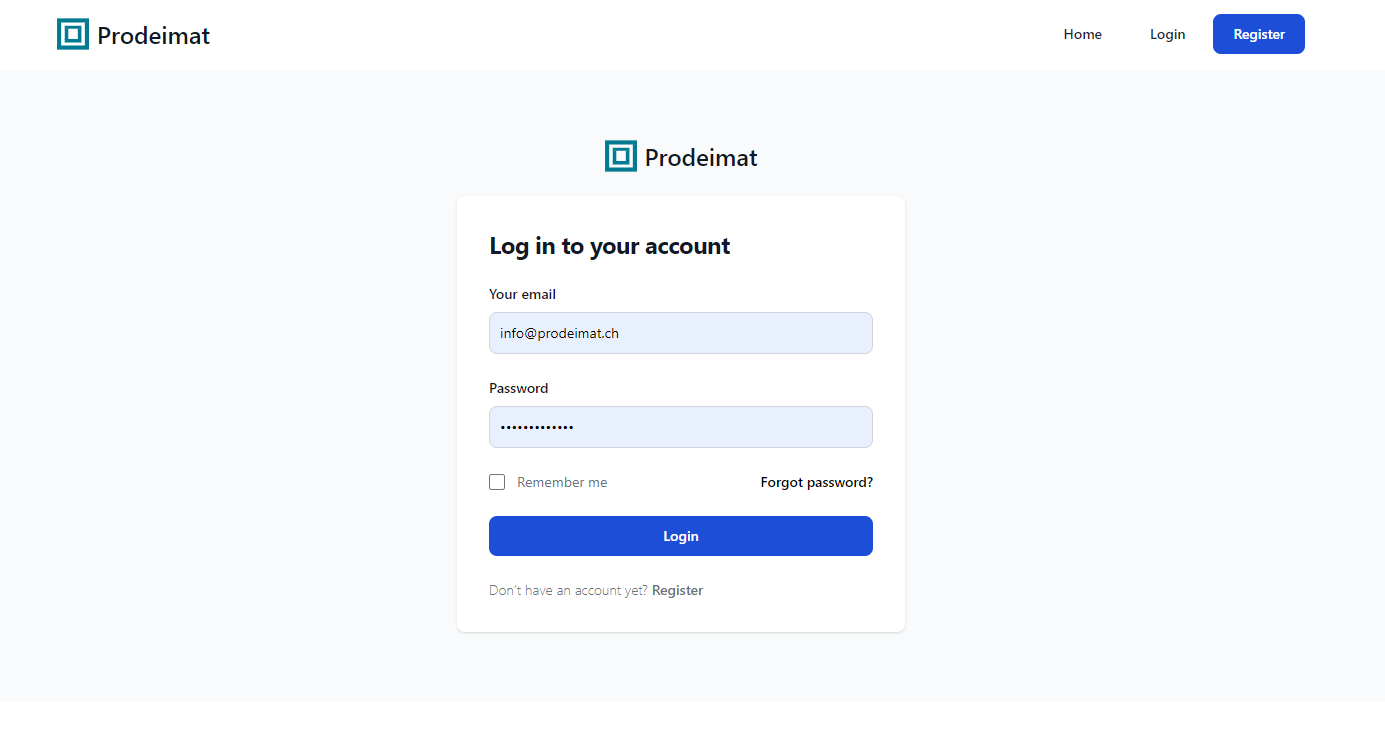 Prodeimat
Home Login Register
Prodeimat
Log in to your account
Your email
info@prodeimat.ch
Password
•••••••••••••
Remember me Forgot password?
Login
Don't have an account yet? Register